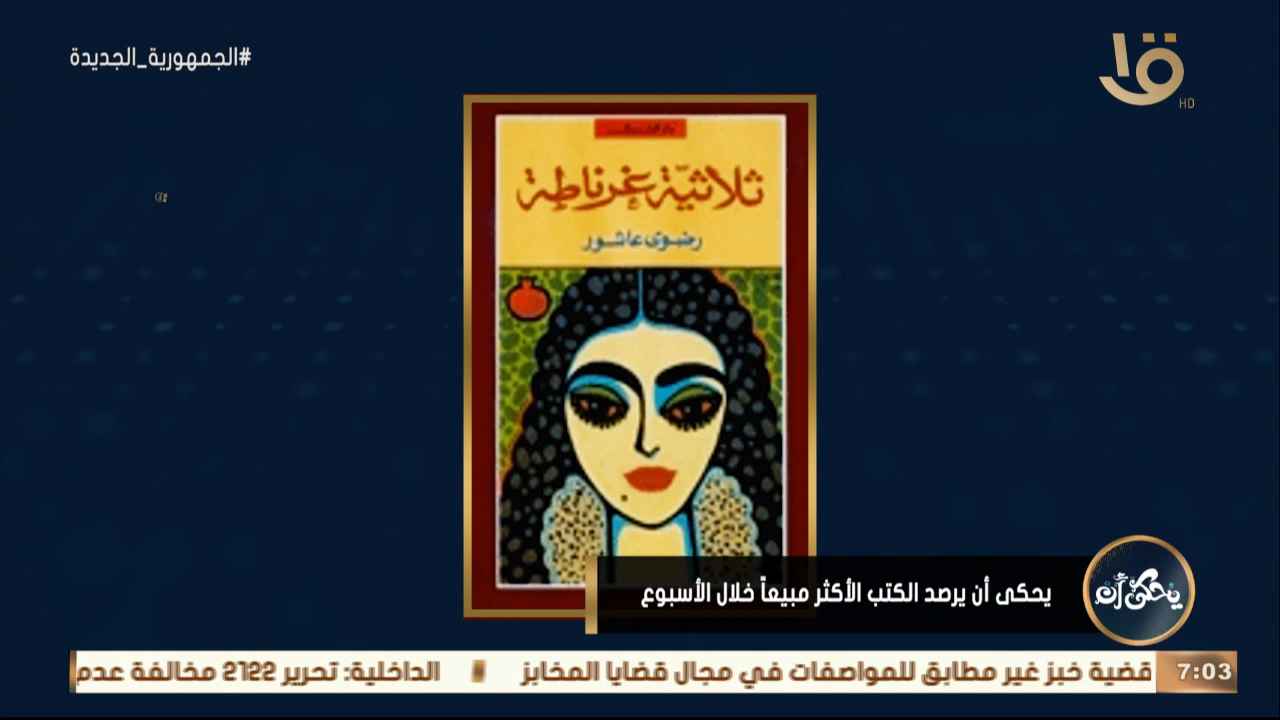 #الجمهورية_الجديدة
HD
ثلاثية غرناطة
رضوى عاشور
يحكى أن يرصد الكتب الأكثر مبيعاً خلال الأسبوع
يحكى أن
7:03
قضية خبز غير مطابق للمواصفات في مجال قضايا المخابز
الداخلية: تحرير 2122 مخالفة عدم